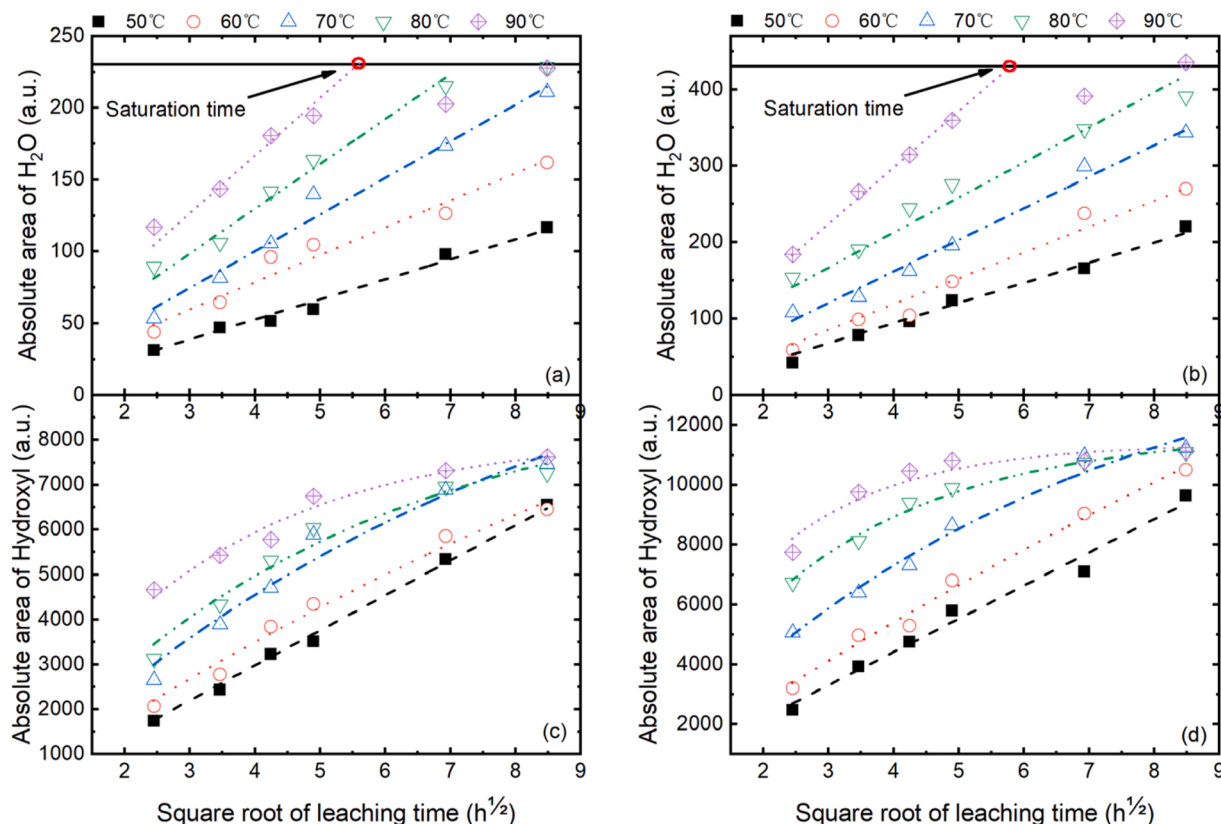 50℃ 60℃ 70℃ 80℃ 90℃
250
200
150
100
50
0
Absolute area of H₂O (a.u.)
Saturation time
(a)
2 3 4 5 6 7 8 9
50℃ 60℃ 70℃ 80℃ 90℃
400
300
200
100
0
Absolute area of H₂O (a.u.)
Saturation time
(b)
2 3 4 5 6 7 8 9
8000
7000
6000
5000
4000
3000
2000
1000
Absolute area of Hydroxyl (a.u.)
(c)
2 3 4 5 6 7 8 9
Square root of leaching time (h½)
12000
10000
8000
6000
4000
2000
Absolute area of Hydroxyl (a.u.)
(d)
2 3 4 5 6 7 8 9
Square root of leaching time (h½)